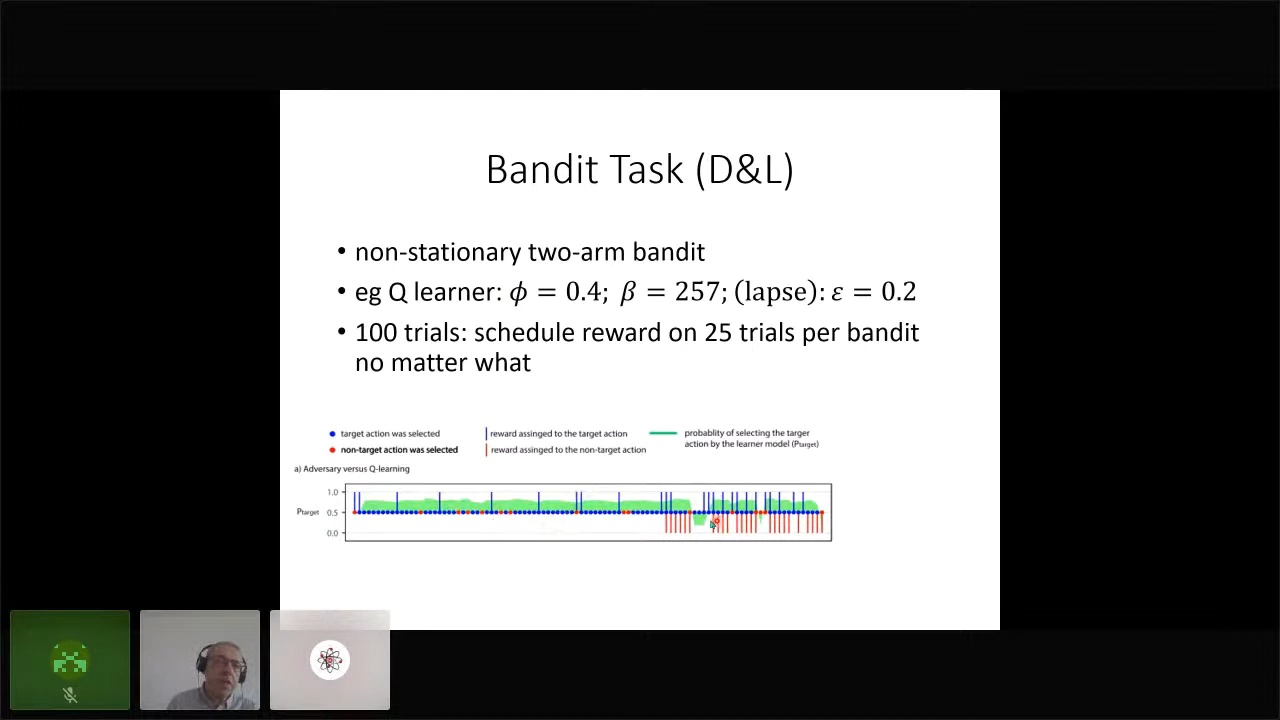 Bandit Task (D&L)
• non-stationary two-arm bandit
• eg Q learner: ϕ = 0.4; β = 257; (lapse): ε = 0.2
• 100 trials: schedule reward on 25 trials per bandit
no matter what
target action was selected
reward assinged to the target action
probablity of selecting the targer
action by the learner model (Ptarget)
non-target action was selected
reward assinged to the non-target action
a) Adversary versus Q-learning
1.0
Ptarget 0.5
0.0